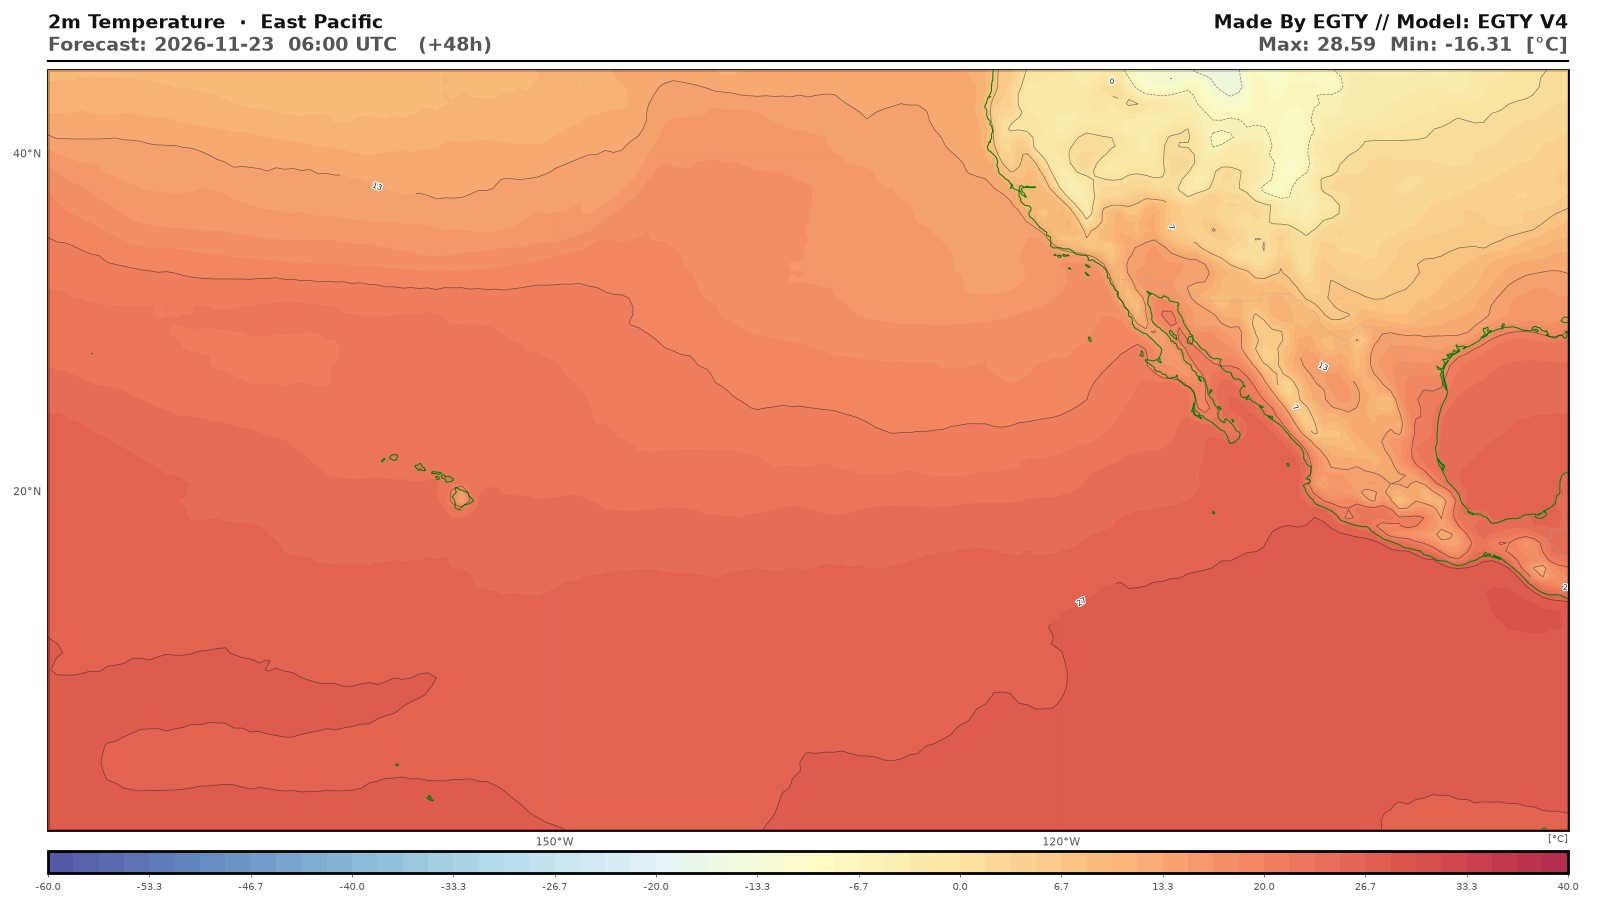 2m Temperature · East Pacific
Made By EGTY // Model: EGTY V4
Forecast: 2026-11-23 06:00 UTC (+48h)
Max: 28.59 Min: -16.31 [°C]
0
40°N
13
7
13
7
20°N
27
2
150°W
120°W
[°C]
-60.0
-53.3
-46.7
-40.0
-33.3
-26.7
-20.0
-13.3
-6.7
0.0
6.7
13.3
20.0
26.7
33.3
40.0